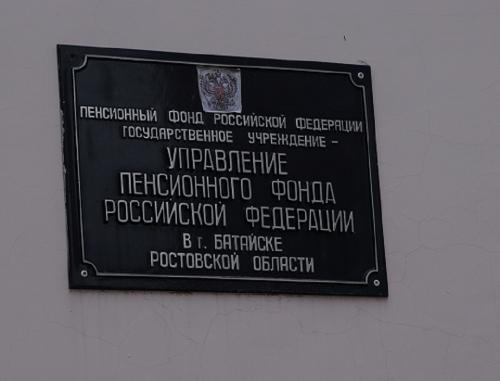 ПЕНСИОННЫЙ ФОНД РОССИЙСКОЙ ФЕДЕРАЦИИ
ГОСУДАРСТВЕННОЕ УЧРЕЖДЕНИЕ –
УПРАВЛЕНИЕ
ПЕНСИОННОГО ФОНДА
РОССИЙСКОЙ ФЕДЕРАЦИИ
В г. БАТАЙСКЕ
РОСТОВСКОЙ ОБЛАСТИ